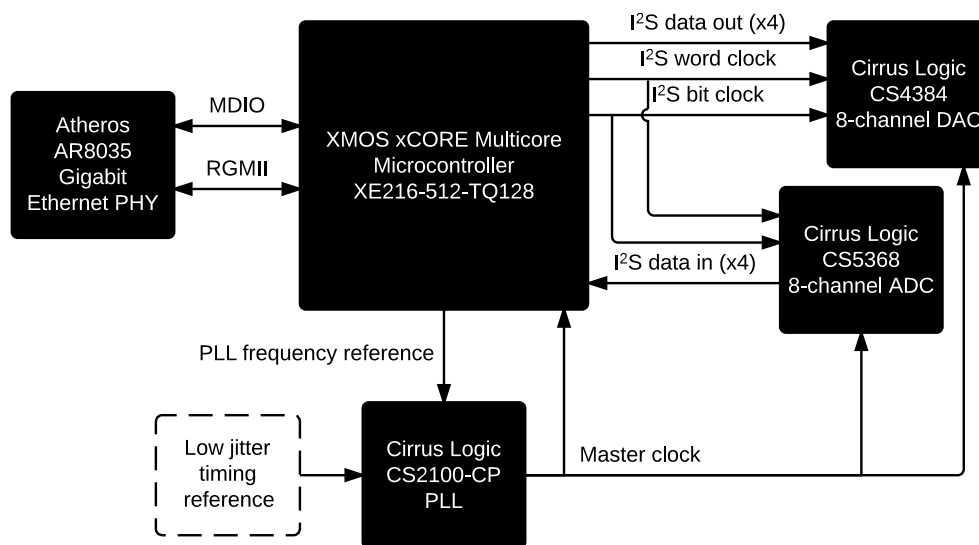 I²S data out (x4)
I²S word clock
I²S bit clock
Cirrus Logic
CS4384
8-channel DAC
Atheros
AR8035
Gigabit
Ethernet PHY
MDIO
RGMII
XMOS xCORE Multicore
Microcontroller
XE216-512-TQ128
Cirrus Logic
CS5368
8-channel ADC
I²S data in (x4)
PLL frequency reference
Low jitter
timing
reference
Cirrus Logic
CS2100-CP
PLL
Master clock